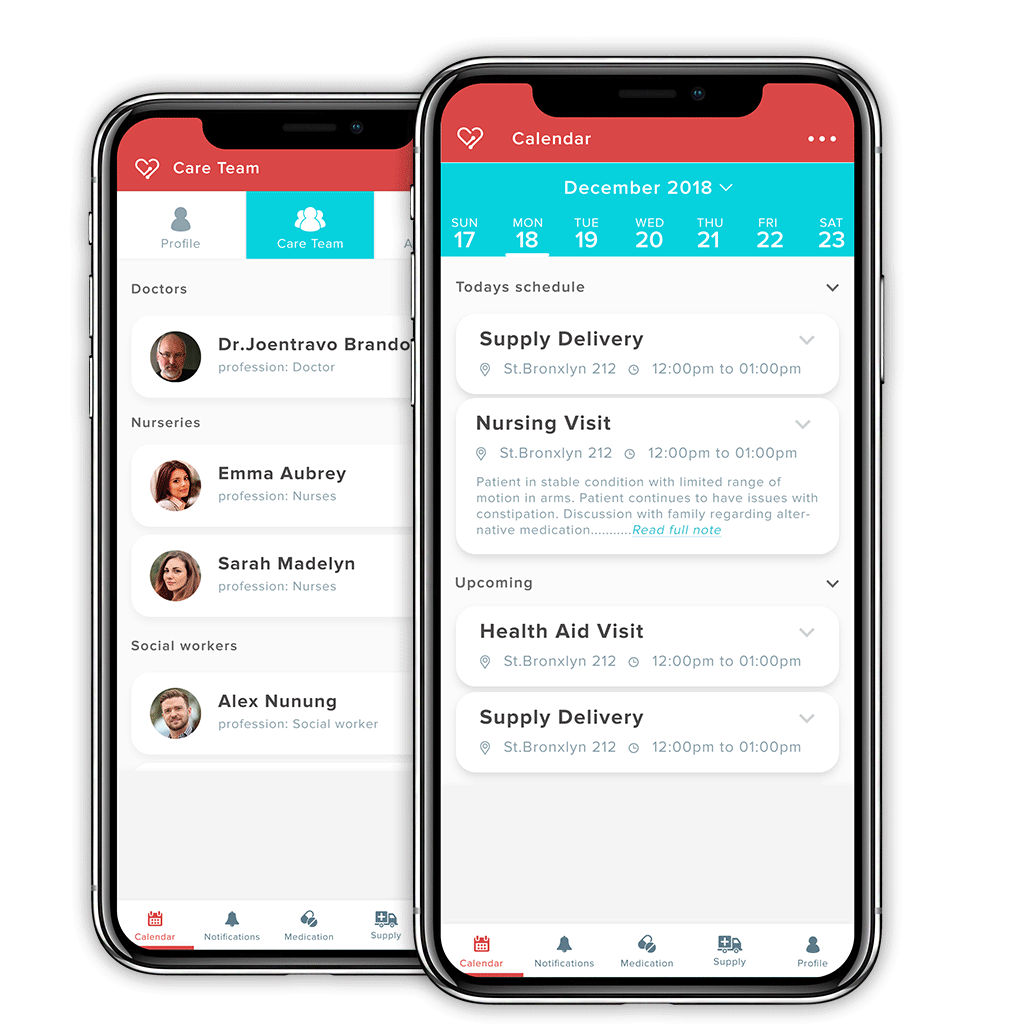 Care Team
Profile
Care Team
A
Doctors
Dr.Joentravo Brando
profession: Doctor
Nurseries
Emma Aubrey
profession: Nurses
Sarah Madelyn
profession: Nurses
Social workers
Alex Nunung
profession: Social worker
Calendar Notifications Medication Supply
Calendar
December 2018
SUN MON TUE WED THU FRI SAT
17 18 19 20 21 22 23
Todays schedule
Supply Delivery
St.Bronxlyn 212 12:00pm to 01:00pm
Nursing Visit
St.Bronxlyn 212 12:00pm to 01:00pm
Patient in stable condition with limited range of
motion in arms. Patient continues to have issues with
constipation. Discussion with family regarding alter-
native medication...........Read full note
Upcoming
Health Aid Visit
St.Bronxlyn 212 12:00pm to 01:00pm
Supply Delivery
St.Bronxlyn 212 12:00pm to 01:00pm
Calendar Notifications Medication Supply Profile